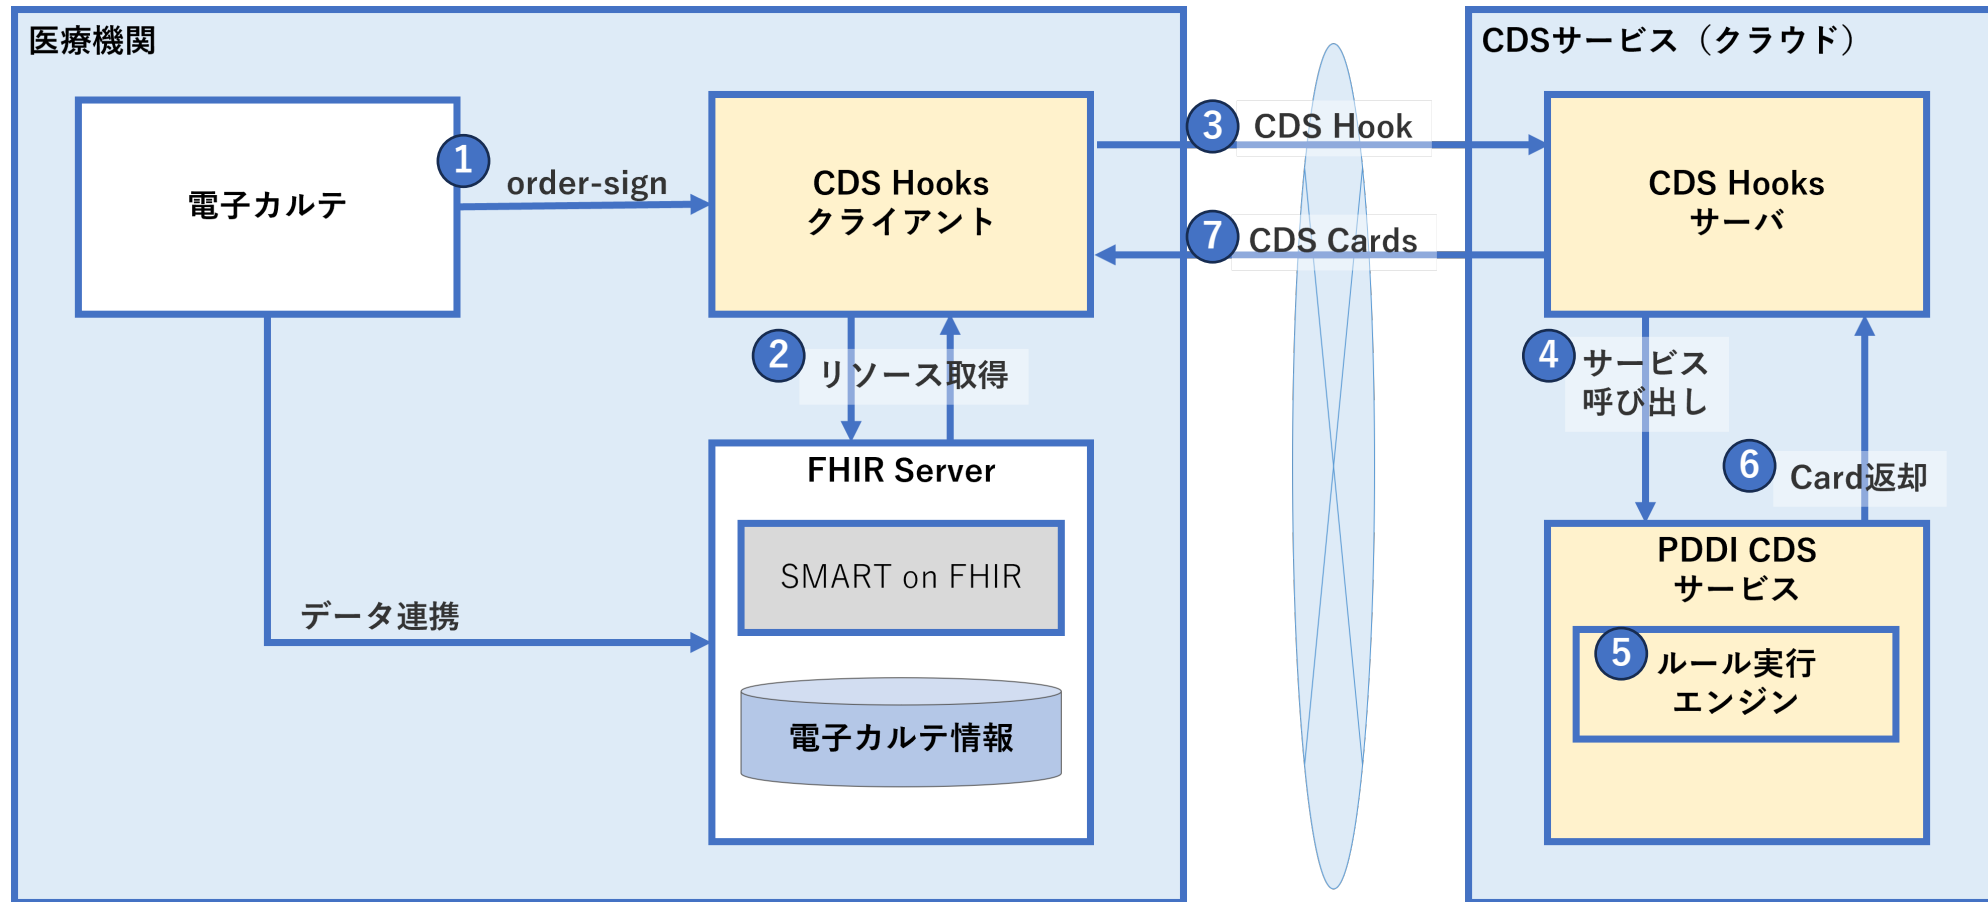 医療機関
電子カルテ
1
order-sign
CDS Hooks
クライアント
2
リソース取得
FHIR Server
SMART on FHIR
電子カルテ情報
データ連携
3
CDS Hook
7
CDS Cards
CDSサービス（クラウド）
CDS Hooks
サーバ
4
サービス
呼び出し
6
Card返却
PDDI CDS
サービス
5
ルール実行
エンジン